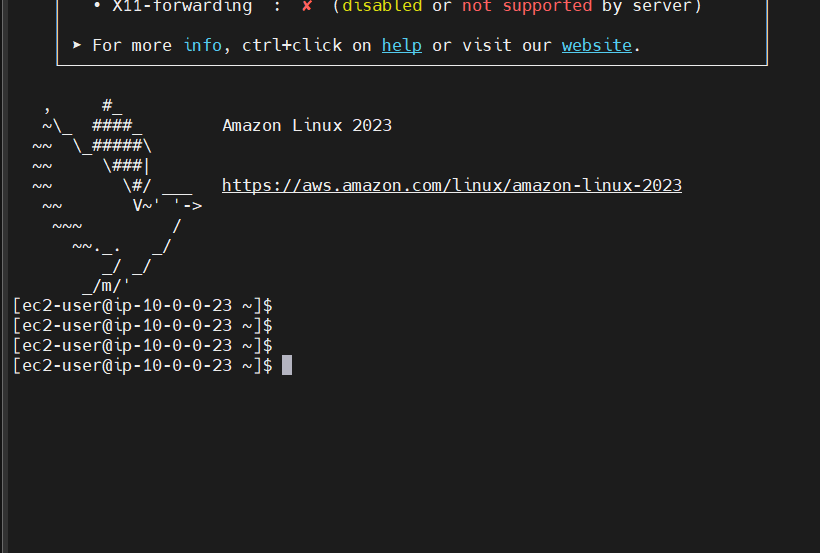 • X11-forwarding  :  ✘  (disabled or not supported by server)
➤ For more info, ctrl+click on help or visit our website.
   ,     #_
   ~\_  ####_        Amazon Linux 2023
  ~~  \_#####\
  ~~     \###|
  ~~       \#/ ___   https://aws.amazon.com/linux/amazon-linux-2023
   ~~       V~' '->
    ~~~         /
      ~~._.   _/
         _/ _/
       _/m/'
[ec2-user@ip-10-0-0-23 ~]$
[ec2-user@ip-10-0-0-23 ~]$
[ec2-user@ip-10-0-0-23 ~]$
[ec2-user@ip-10-0-0-23 ~]$